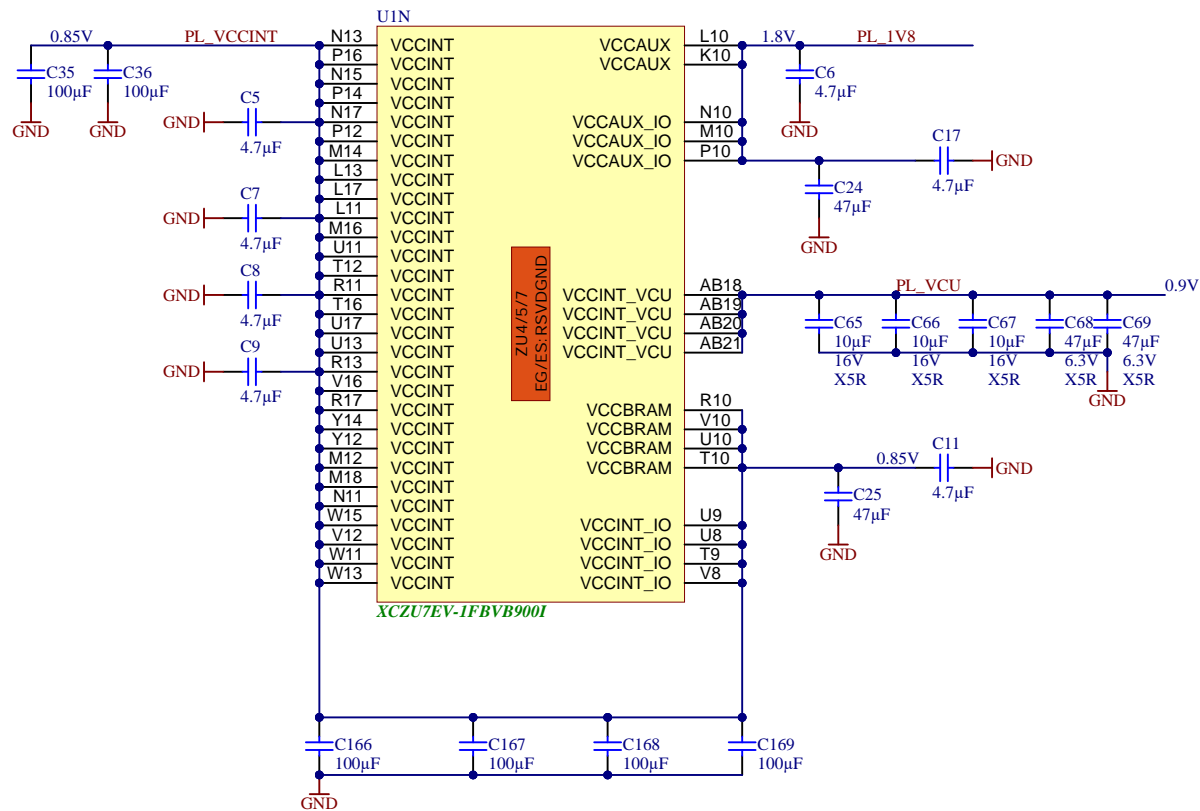 U1N
0.85V PL_VCCINT N13 VCCINT VCCAUX L10 1.8V PL_1V8
P16 VCCINT VCCAUX K10
C35 100µF C36 100µF C6 4.7µF
N15 VCCINT
P14 VCCINT
GND GND GND C5 4.7µF N17 VCCINT VCCAUX_IO N10 GND
P12 VCCINT VCCAUX_IO M10
M14 VCCINT VCCAUX_IO P10 C17 4.7µF GND
L13 VCCINT
L17 VCCINT C24 47µF
GND C7 4.7µF L11 VCCINT
M16 VCCINT GND
U11 VCCINT
T12 VCCINT
GND C8 4.7µF R11 VCCINT VCCINT_VCU AB18 PL_VCU 0.9V
T16 VCCINT VCCINT_VCU AB19
U17 VCCINT VCCINT_VCU AB20
U13 VCCINT VCCINT_VCU AB21
C65 10µF 16V X5R C66 10µF 16V X5R C67 10µF 16V X5R C68 47µF 6.3V X5R C69 47µF 6.3V X5R
ZU4/5/7
EG/ES: RSVDGND
GND C9 4.7µF R13 VCCINT
V16 VCCINT
GND
R17 VCCINT VCCBRAM R10
Y14 VCCINT VCCBRAM V10
Y12 VCCINT VCCBRAM U10
M12 VCCINT VCCBRAM T10 0.85V C11 4.7µF GND
M18 VCCINT
C25 47µF
N11 VCCINT
W15 VCCINT VCCINT_IO U9
V12 VCCINT VCCINT_IO U8
GND
W11 VCCINT VCCINT_IO T9
W13 VCCINT VCCINT_IO V8
XCZU7EV-1FBVB900I
C166 C167 C168 C169
100µF 100µF 100µF 100µF
GND